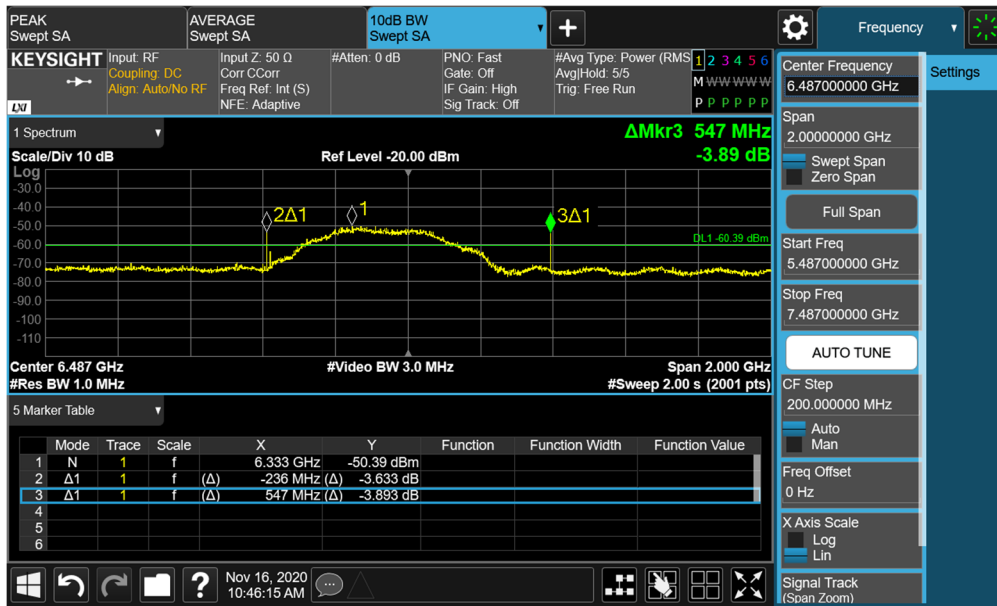 PEAK
Swept SA
AVERAGE
Swept SA
10dB BW
Swept SA
Frequency
KEYSIGHT
Input: RF
Coupling: DC
Align: Auto/No RF
Input Z: 50 Ω
Corr CCorr
Freq Ref: Int (S)
NFE: Adaptive
#Atten: 0 dB
PNO: Fast
Gate: Off
IF Gain: High
Sig Track: Off
#Avg Type: Power (RMS
Avg|Hold: 5/5
Trig: Free Run
1 2 3 4 5 6
M W W W W W
P P P P P P
LXI
1 Spectrum
Scale/Div 10 dB
Log
Ref Level -20.00 dBm
ΔMkr3 547 MHz
-3.89 dB
-30.0
-40.0
-50.0
-60.0
-70.0
-80.0
-90.0
-100
-110
2Δ1
1
3Δ1
DL1 -60.39 dBm
Center 6.487 GHz
#Video BW 3.0 MHz
Span 2.000 GHz
#Res BW 1.0 MHz
#Sweep 2.00 s (2001 pts)
5 Marker Table
Mode Trace Scale X Y Function Function Width Function Value
1 N 1 f 6.333 GHz -50.39 dBm
2 Δ1 1 f (Δ) -236 MHz (Δ) -3.633 dB
3 Δ1 1 f (Δ) 547 MHz (Δ) -3.893 dB
4
5
6
Nov 16, 2020
10:46:15 AM
Center Frequency
6.487000000 GHz
Settings
Span
2.00000000 GHz
Swept Span
Zero Span
Full Span
Start Freq
5.487000000 GHz
Stop Freq
7.487000000 GHz
AUTO TUNE
CF Step
200.000000 MHz
Auto
Man
Freq Offset
0 Hz
X Axis Scale
Log
Lin
Signal Track
(Span Zoom)